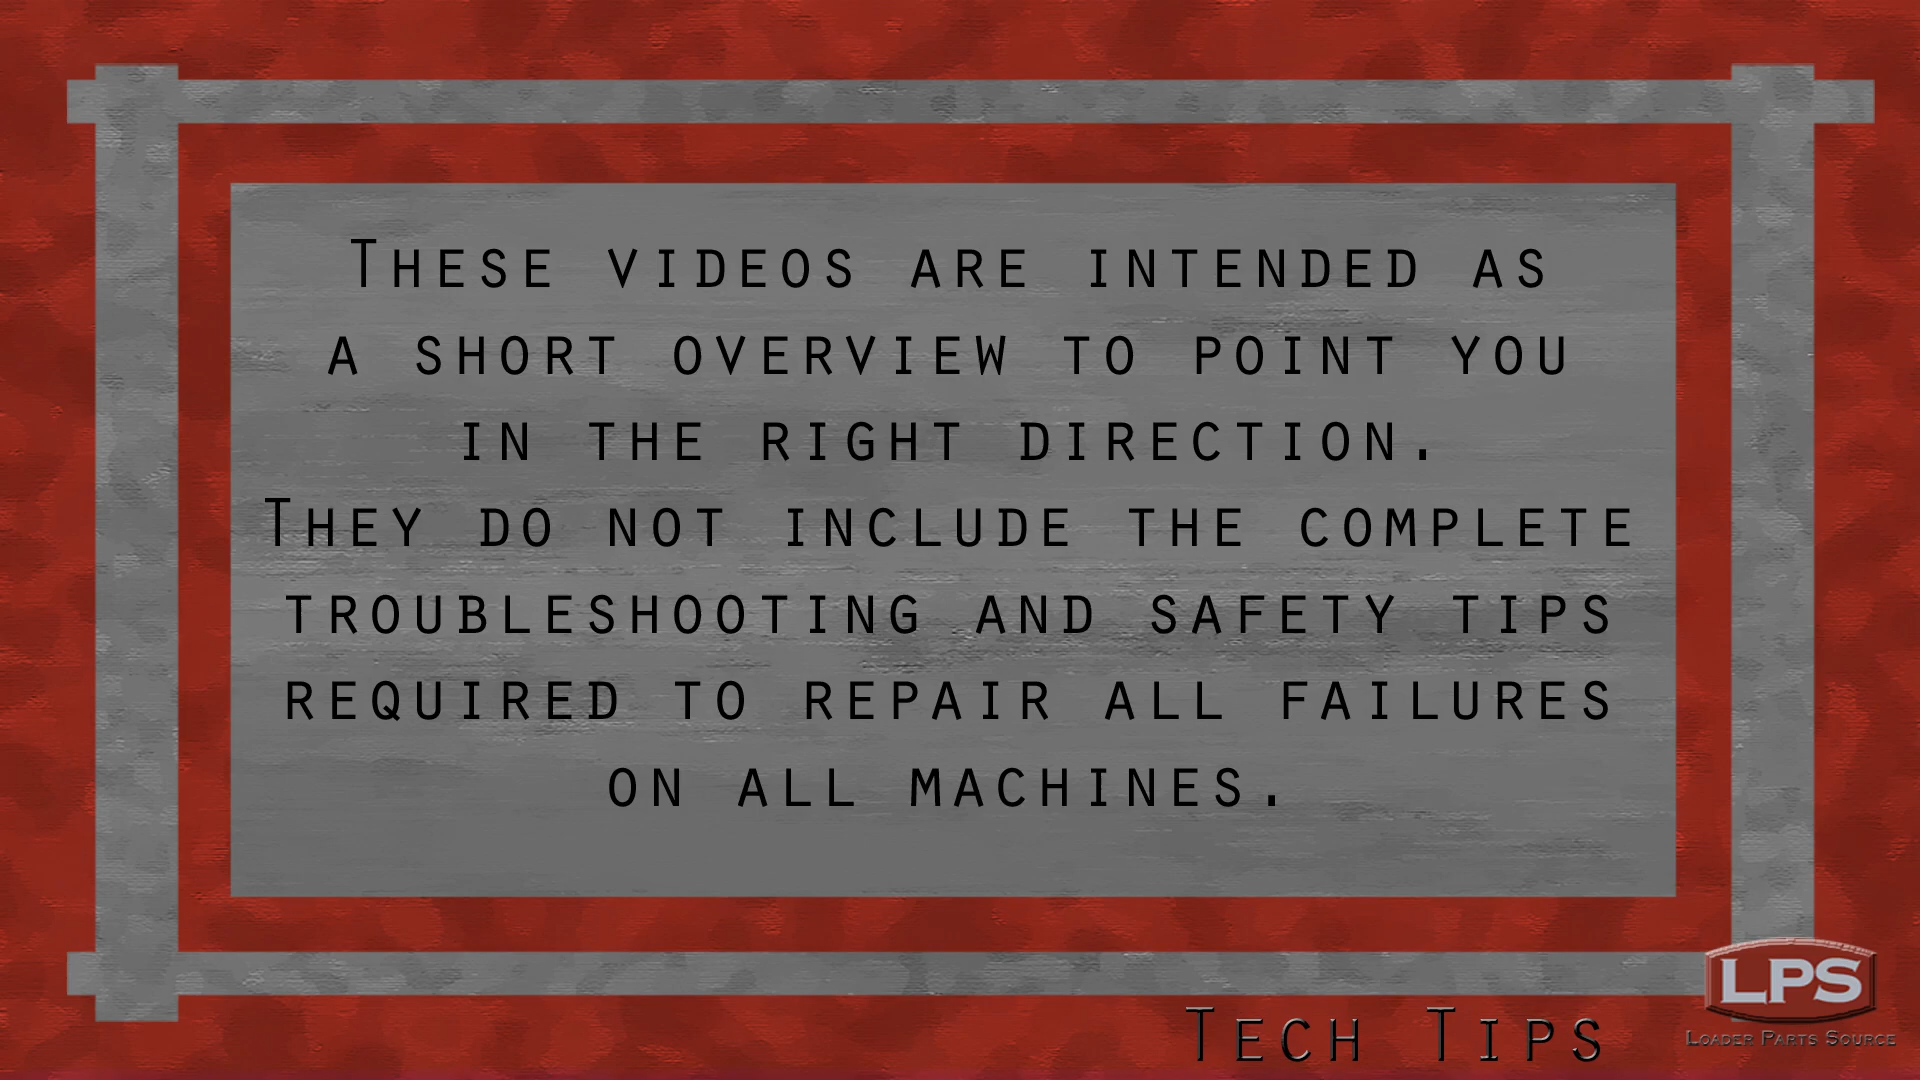 These videos are intended as
a short overview to point you
in the right direction.
They do not include the complete
troubleshooting and safety tips
required to repair all failures
on all machines.
LPS
Tech Tips
Loader Parts Source